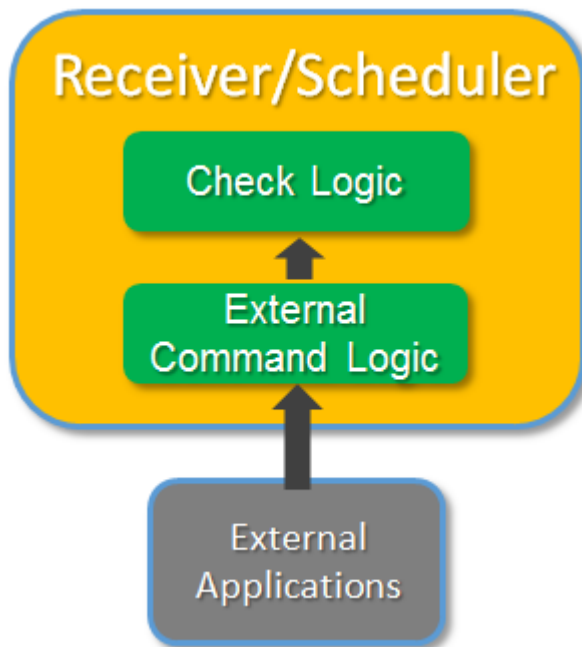 Receiver/Scheduler
Check Logic
External
Command Logic
External
Applications